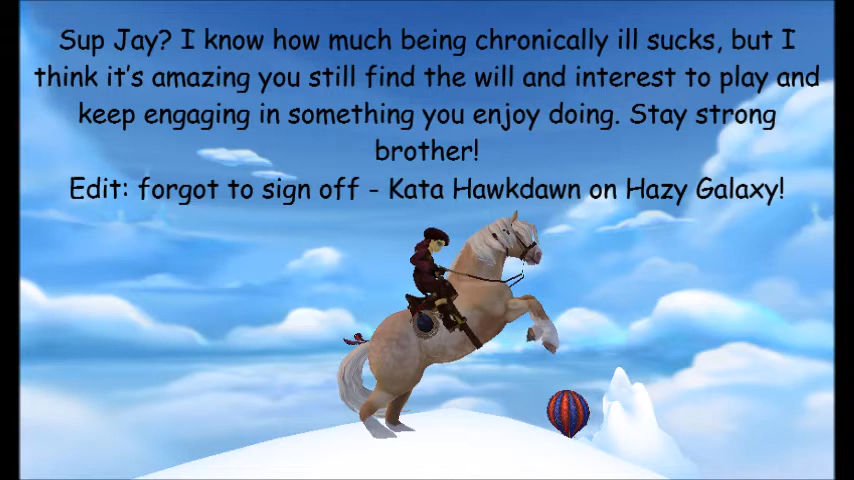 Sup Jay? I know how much being chronically ill sucks, but I
think it's amazing you still find the will and interest to play and
keep engaging in something you enjoy doing. Stay strong
brother!
Edit: forgot to sign off - Kata Hawkdawn on Hazy Galaxy!